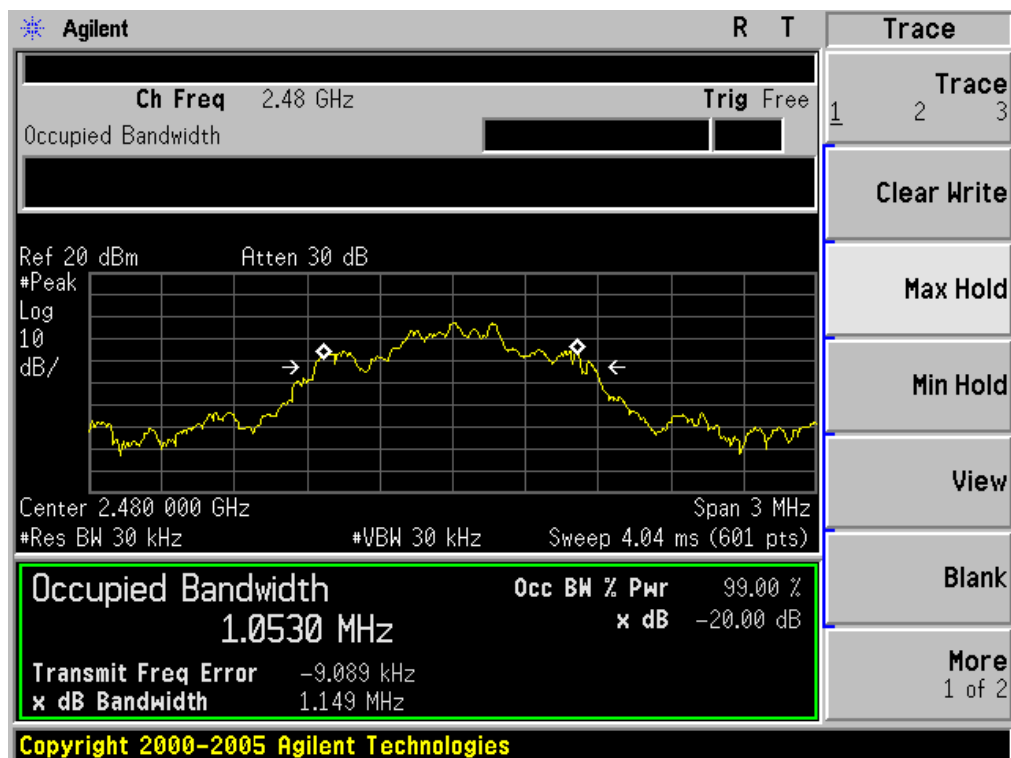 Agilent R T Trace
Ch Freq 2.48 GHz Trig Free
Occupied Bandwidth
Trace
1 2 3
Clear Write
Ref 20 dBm Atten 30 dB
#Peak
Log
10
dB/
Max Hold
Min Hold
View
Center 2.480 000 GHz Span 3 MHz
#Res BW 30 kHz #VBW 30 kHz Sweep 4.04 ms (601 pts)
Occupied Bandwidth
1.0530 MHz
Occ BW % Pwr 99.00 %
x dB -20.00 dB
Transmit Freq Error -9.089 kHz
x dB Bandwidth 1.149 MHz
Blank
More
1 of 2
Copyright 2000-2005 Agilent Technologies